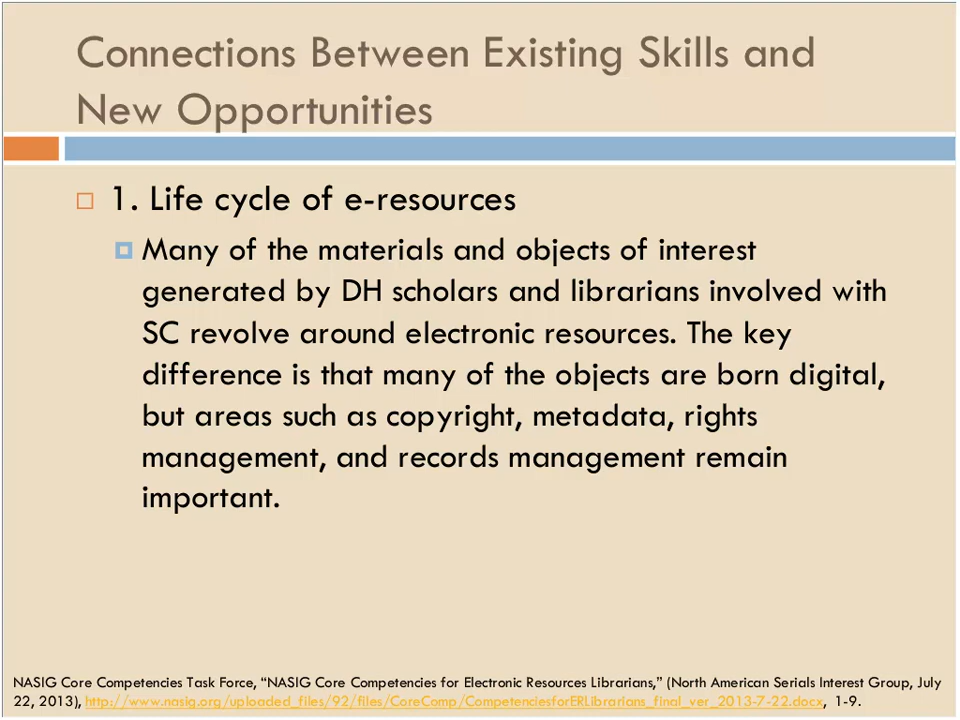 Connections Between Existing Skills and
New Opportunities
1. Life cycle of e-resources
Many of the materials and objects of interest
generated by DH scholars and librarians involved with
SC revolve around electronic resources. The key
difference is that many of the objects are born digital,
but areas such as copyright, metadata, rights
management, and records management remain
important.
NASIG Core Competencies Task Force, “NASIG Core Competencies for Electronic Resources Librarians,” (North American Serials Interest Group, July
22, 2013), http://www.nasig.org/uploaded_files/92/files/CoreComp/CompetenciesforERLibrarians_final_ver_2013-7-22.docx, 1-9.